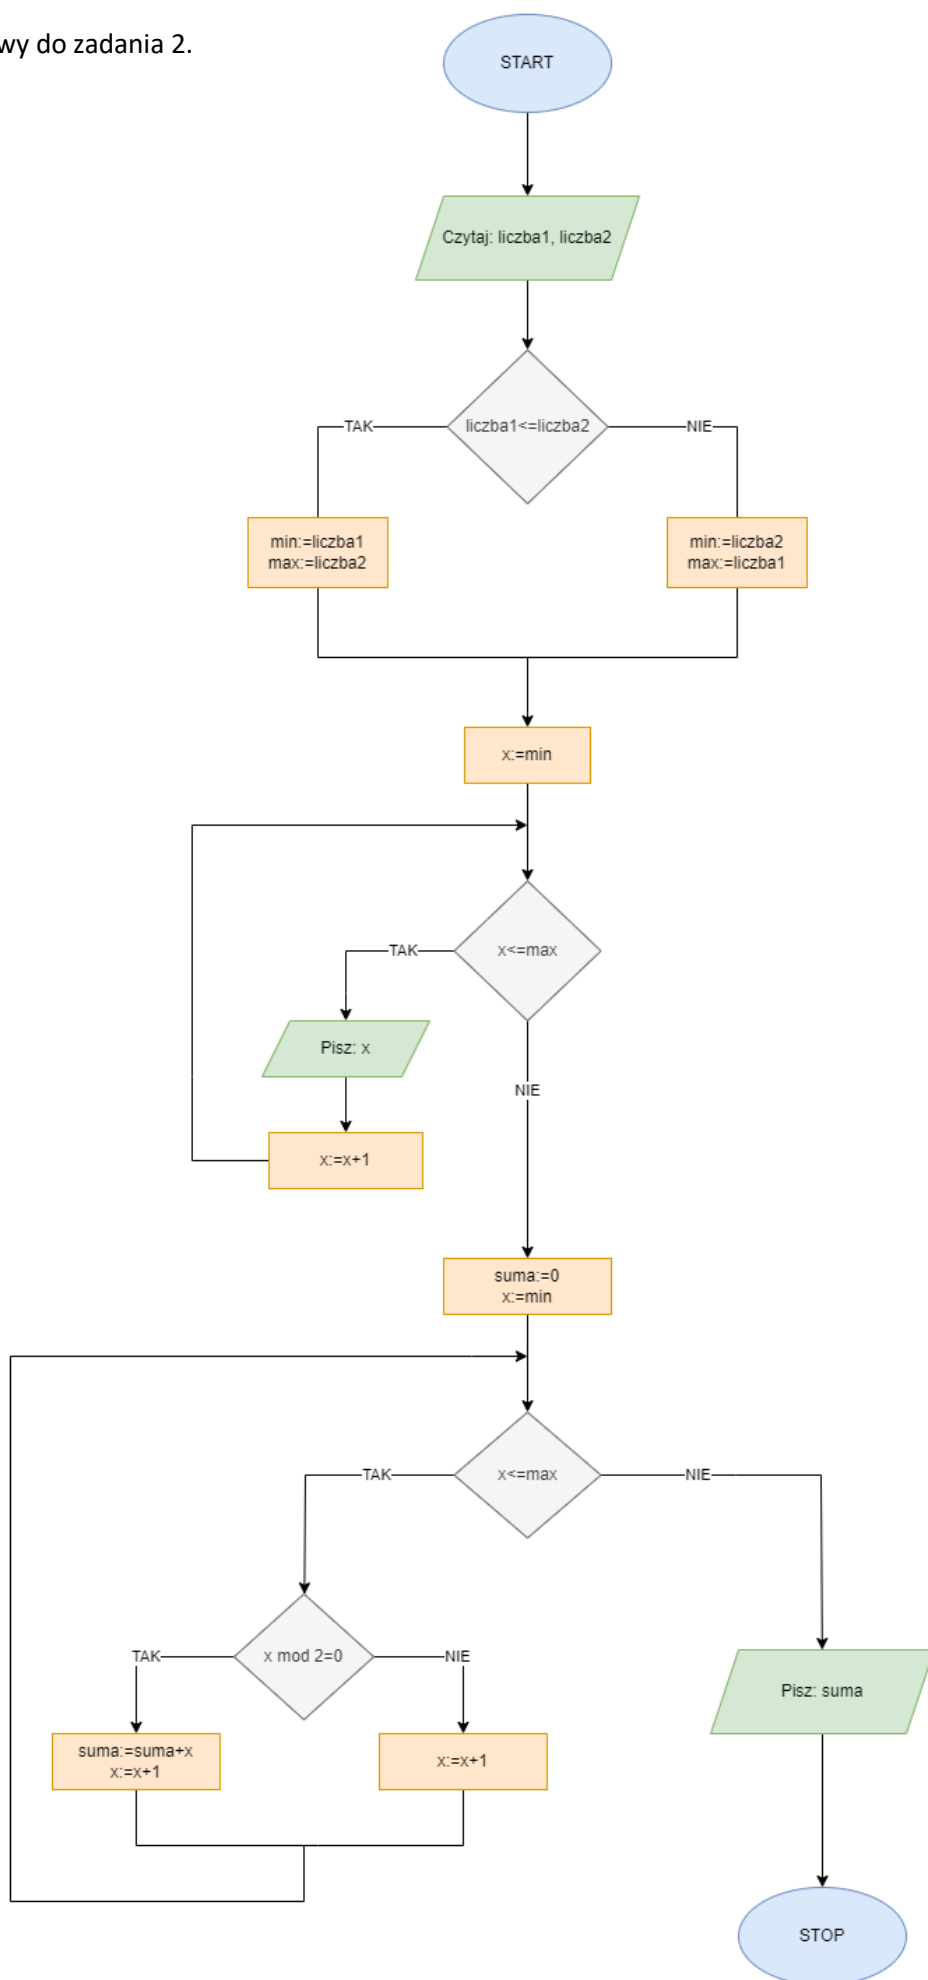 wy do zadania 2.
START
Czytaj: liczba1, liczba2
liczba1<=liczba2
TAK
NIE
min:=liczba1
max:=liczba2
min:=liczba2
max:=liczba1
x:=min
x<=max
TAK
Pisz: x
x:=x+1
NIE
suma:=0
x:=min
x<=max
TAK
NIE
x mod 2=0
TAK
NIE
suma:=suma+x
x:=x+1
x:=x+1
Pisz: suma
STOP